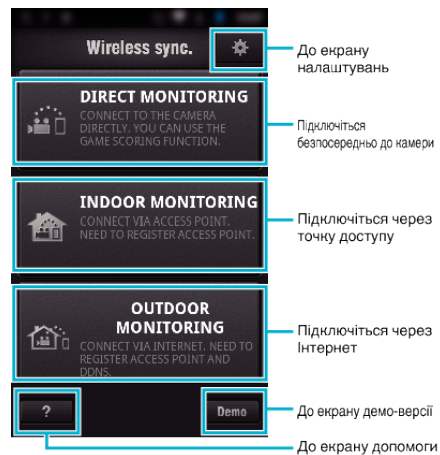 Wireless sync.
До екрану
налаштувань
DIRECT MONITORING
CONNECT TO THE CAMERA
DIRECTLY. YOU CAN USE THE
GAME SCORING FUNCTION.
Підключіться
безпосередньо до камери
INDOOR MONITORING
CONNECT VIA ACCESS POINT.
NEED TO REGISTER ACCESS POINT.
Підключіться через
точку доступу
OUTDOOR
MONITORING
CONNECT VIA INTERNET. NEED TO
REGISTER ACCESS POINT AND
DDNS.
Підключіться через
Інтернет
?
Demo
До екрану демо-версії
До екрану допомоги